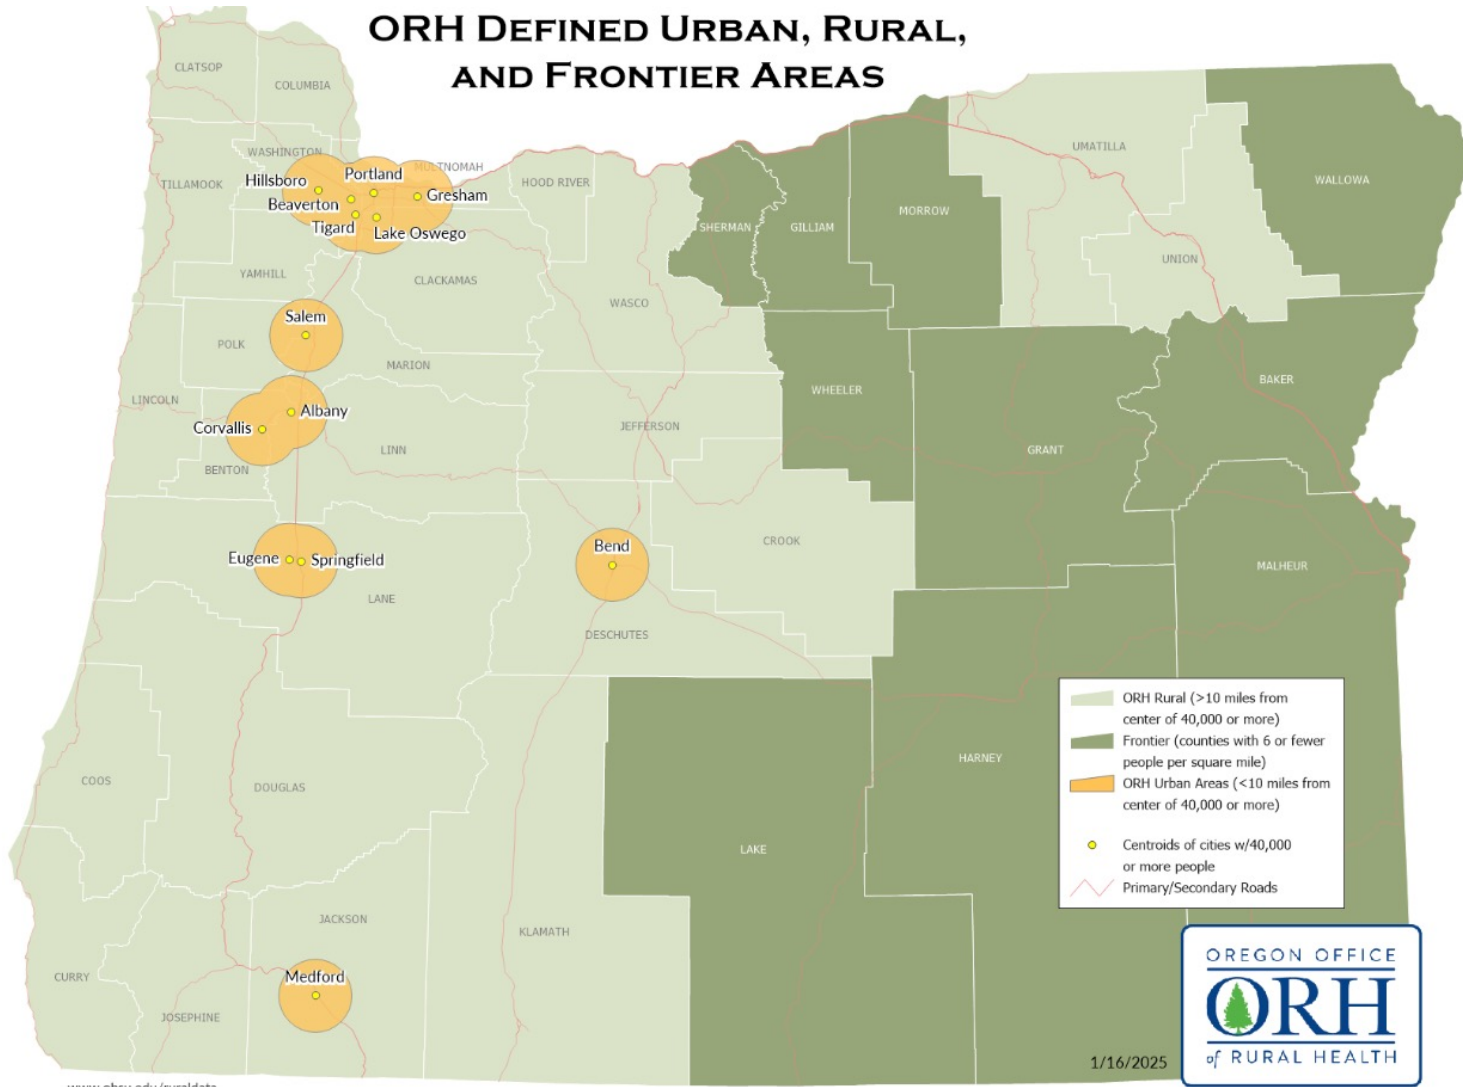 ORH DEFINED URBAN, RURAL,
AND FRONTIER AREAS
CLATSOP
COLUMBIA
WASHINGTON
MULTNOMAH
TILLAMOOK
Hillsboro
Portland
Beaverton
Gresham
Tigard
Lake Oswego
HOOD RIVER
UMATILLA
WALLOWA
SHERMAN
GILLIAM
MORROW
UNION
YAMHILL
CLACKAMAS
WASCO
Salem
POLK
MARION
WHEELER
BAKER
LINCOLN
Albany
Corvallis
JEFFERSON
LINN
GRANT
BENTON
Eugene
Springfield
Bend
CROOK
MALHEUR
LANE
DESCHUTES
COOS
DOUGLAS
HARNEY
LAKE
JACKSON
KLAMATH
CURRY
Medford
JOSEPHINE
ORH Rural (>10 miles from
center of 40,000 or more)
Frontier (counties with 6 or fewer
people per square mile)
ORH Urban Areas (<10 miles from
center of 40,000 or more)
Centroids of cities w/40,000
or more people
Primary/Secondary Roads
1/16/2025
OREGON OFFICE
ORH
of RURAL HEALTH